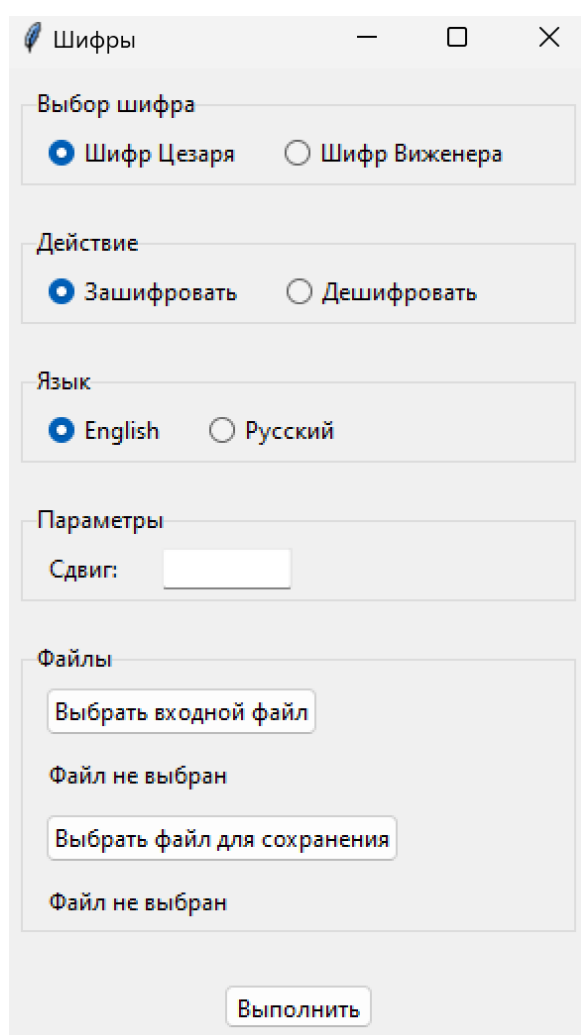 Шифры
Выбор шифра
Шифр Цезаря Шифр Виженера
Действие
Зашифровать Дешифровать
Язык
English Русский
Параметры
Сдвиг:
Файлы
Выбрать входной файл
Файл не выбран
Выбрать файл для сохранения
Файл не выбран
Выполнить